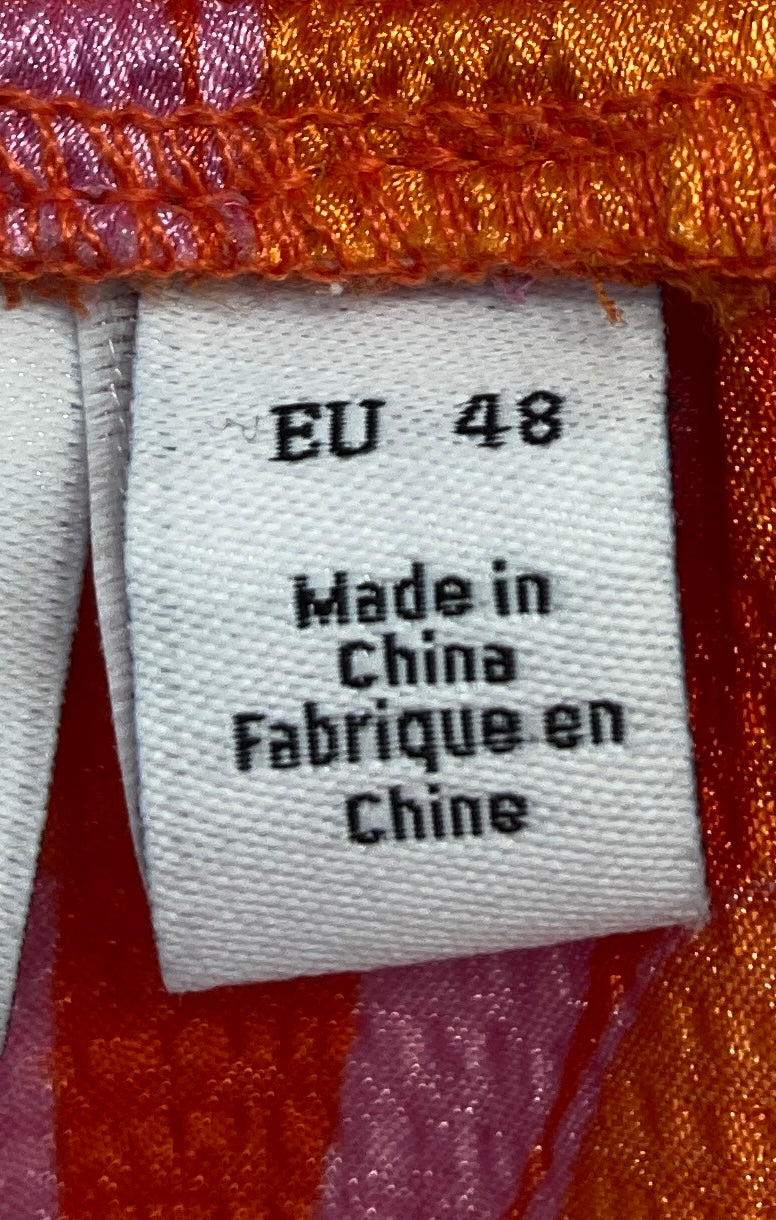 EU 48
Made in
China
Fabrique en
Chine